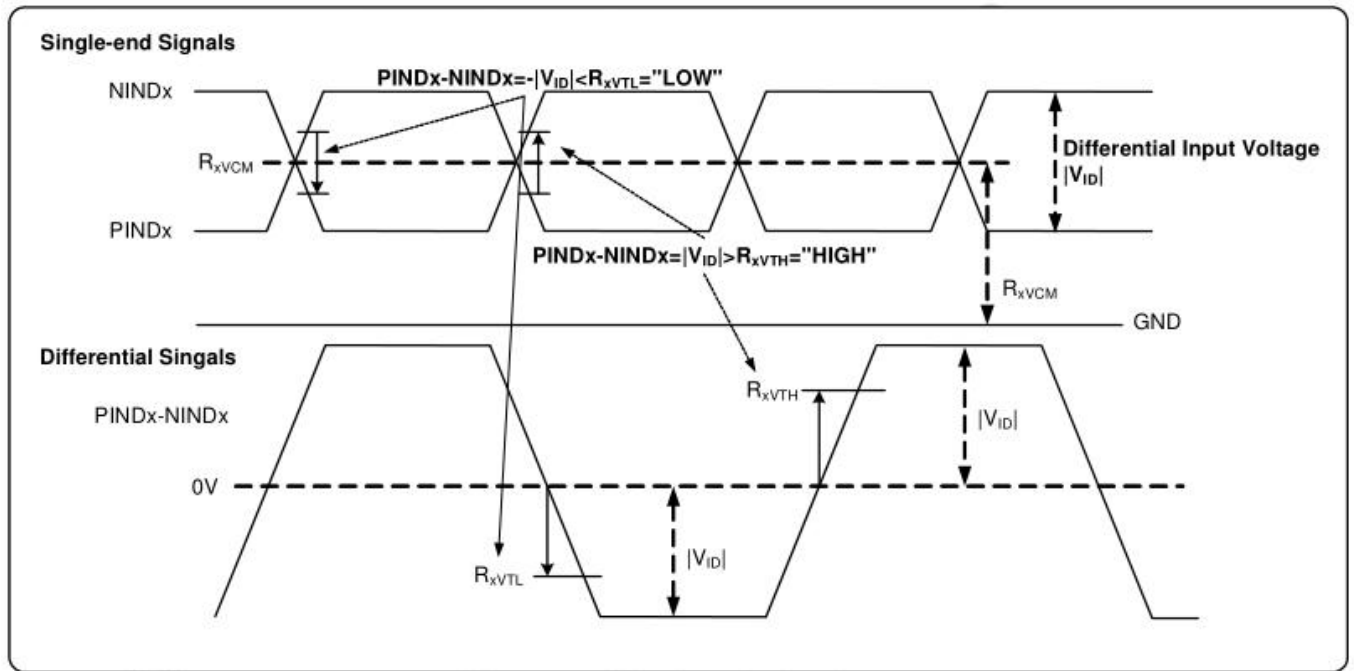 Single-end Signals
NINDx
PINDx-NINDx=-|VID|<RxVTL="LOW"
RxVCM
Differential Input Voltage
|VID|
PINDx
PINDx-NINDx=|VID|>RxVTH="HIGH"
RxVCM
GND
Differential Singals
RxVTH
PINDx-NINDx
|VID|
0V
|VID|
RxVTL